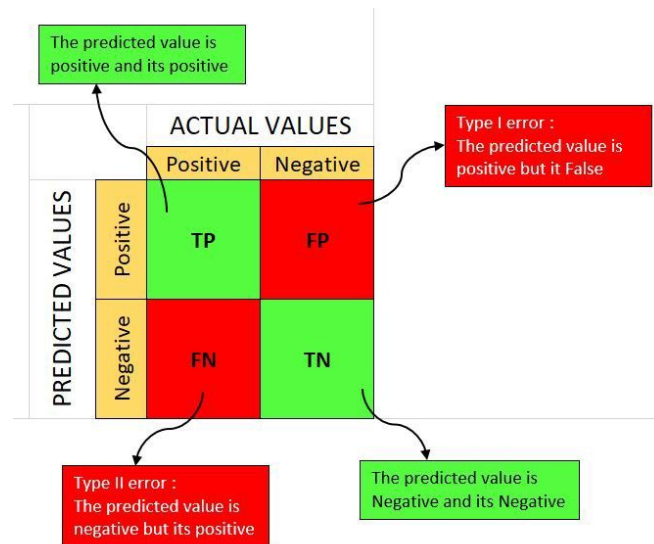 The predicted value is
positive and its positive
ACTUAL VALUES
Type I error :
The predicted value is
positive but it False
Positive
Negative
PREDICTED VALUES
Positive
TP
FP
Negative
FN
TN
Type II error :
The predicted value is
negative but its positive
The predicted value is
Negative and its Negative